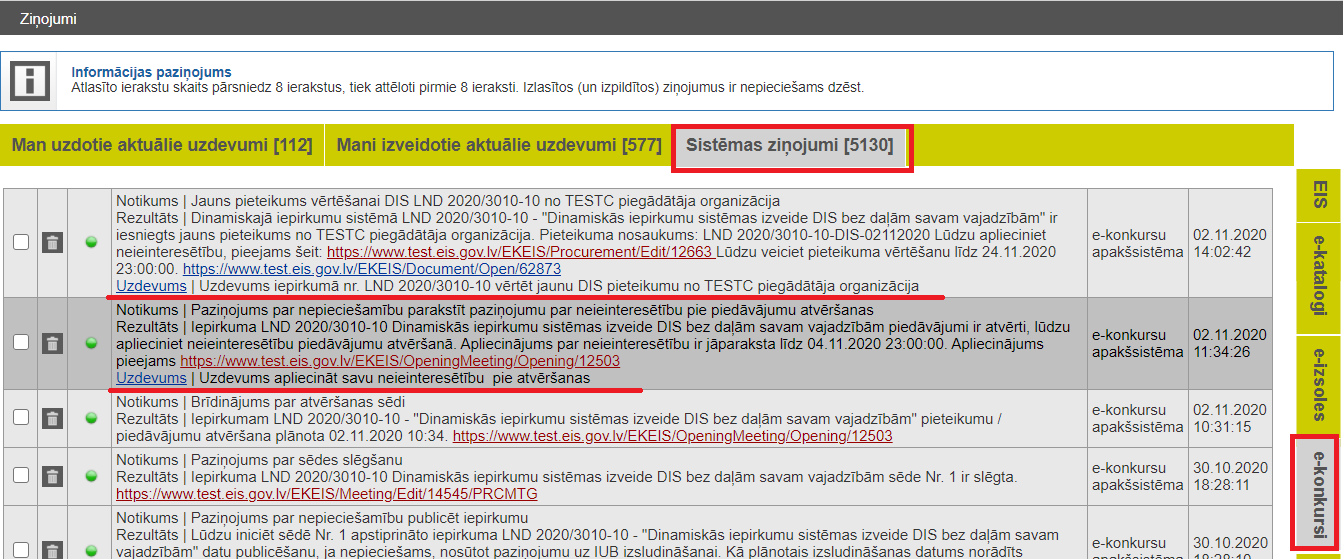 Ziņojumi
Informācijas paziņojums
Atlasīto ierakstu skaits pārsniedz 8 ierakstus, tiek attēloti pirmie 8 ieraksti. Izlasītos (un izpildītos) ziņojumus ir nepieciešams dzēst.
Man uzdotie aktuālie uzdevumi [112]
Mani izveidotie aktuālie uzdevumi [577]
Sistēmas ziņojumi [5130]
Notikums | Jauns pieteikums vērtēšanai DIS LND 2020/3010-10 no TESTC piegādātāja organizācija
Rezultāts | Dinamiskajā iepirkumu sistēmā LND 2020/3010-10 - "Dinamiskās iepirkumu sistēmas izveide DIS bez daļām savam vajadzībām" ir
iesniegts jauns pieteikums no TESTC piegādātāja organizācija. Pieteikuma nosaukums: LND 2020/3010-10-DIS-02112020 Lūdzu aplieciniet
neieinteresētību, pieejams šeit: https://www.test.eis.gov.lv/EKEIS/Procurement/Edit/12663 Lūdzu veiciet pieteikuma vērtēšanu līdz 24.11.2020
23:00:00. https://www.test.eis.gov.lv/EKEIS/Document/Open/62873
Uzdevums | Uzdevums iepirkumā nr. LND 2020/3010-10 vērtēt jaunu DIS pieteikumu no TESTC piegādātāja organizācija
e-konkursu
apakšsistēma
02.11.2020
14:02:42
Notikums | Paziņojums par nepieciešamību parakstīt paziņojumu par neieinteresētību pie piedāvājumu atvēršanas
Rezultāts | Iepirkuma LND 2020/3010-10 Dinamiskās iepirkumu sistēmas izveide DIS bez daļām savam vajadzībām piedāvājumi ir atvērti, lūdzu
aplieciniet neieinteresētību piedāvājumu atvēršanā. Apliecinājums par neieinteresētību ir jāparaksta līdz 04.11.2020 23:00:00. Apliecinājums
pieejams https://www.test.eis.gov.lv/EKEIS/OpeningMeeting/Opening/12503
Uzdevums | Uzdevums apliecināt savu neieinteresētību pie atvēršanas
e-konkursu
apakšsistēma
02.11.2020
11:34:26
Notikums | Brīdinājums par atvēršanas sēdi
Rezultāts | Iepirkumam LND 2020/3010-10 - "Dinamiskās iepirkumu sistēmas izveide DIS bez daļām savam vajadzībām" pieteikumu /
piedāvājumu atvēršana plānota 02.11.2020 10:34. https://www.test.eis.gov.lv/EKEIS/OpeningMeeting/Opening/12503
e-konkursu
apakšsistēma
02.11.2020
10:31:15
Notikums | Paziņojums par sēdes slēgšanu
Rezultāts | Iepirkuma LND 2020/3010-10 Dinamiskās iepirkumu sistēmas izveide DIS bez daļām savam vajadzībām sēde Nr. 1 ir slēgta.
https://www.test.eis.gov.lv/EKEIS/Meeting/Edit/14545/PRCMTG
e-konkursu
apakšsistēma
30.10.2020
18:28:11
Notikums | Paziņojums par nepieciešamību publicēt iepirkumu
Rezultāts | Lūdzu iniciēt sēdē Nr. 1 apstiprināto iepirkuma LND 2020/3010-10 - "Dinamiskās iepirkumu sistēmas izveide DIS bez daļām savam
vajadzībām" datu publicēšanu, ja nepieciešams, nosūtot paziņojumu uz IUB izsludināšanai. Kā plānotais izsludināšanas datums norādīts
e-konkursu
30.10.2020
EIS
e-katalogi
e-izsoles
e-konkursi